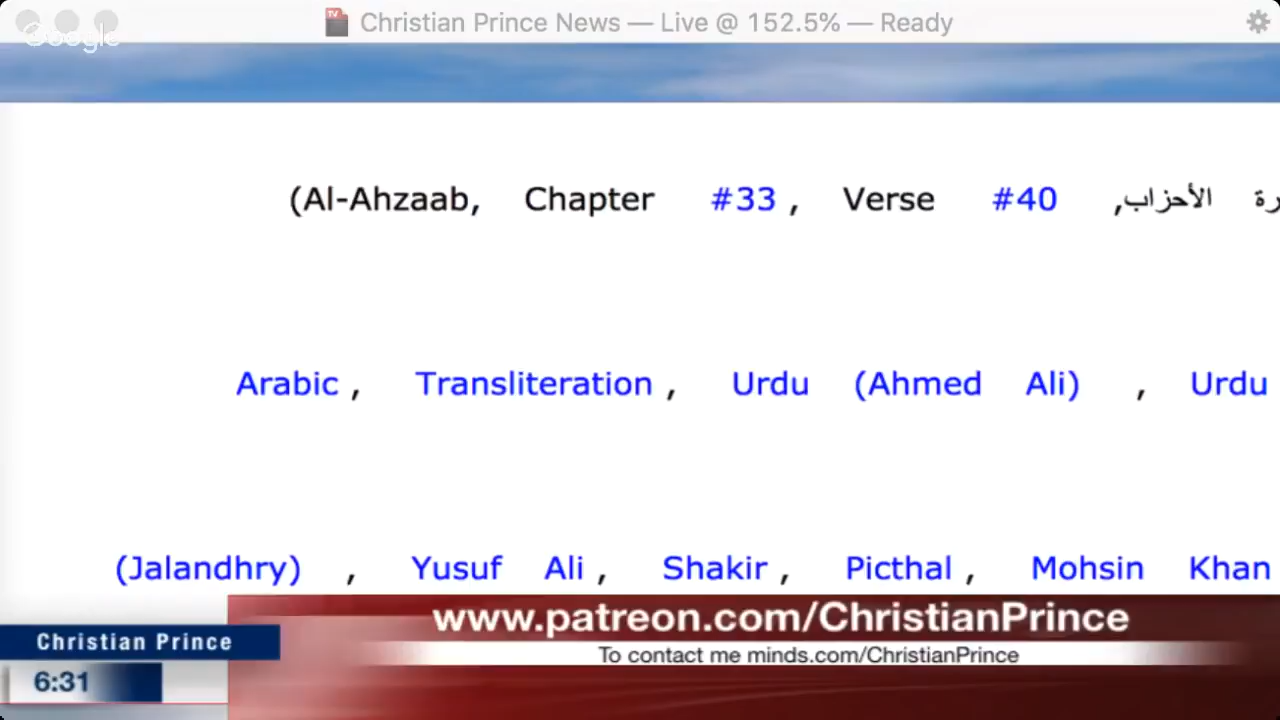 Christian Prince News — Live @ 152.5% — Ready
Google
(Al-Ahzaab, Chapter #33 , Verse #40 ,الأحزاب
Arabic , Transliteration , Urdu (Ahmed Ali) , Urdu
(Jalandhry) , Yusuf Ali , Shakir , Picthal , Mohsin Khan
www.patreon.com/ChristianPrince
To contact me minds.com/ChristianPrince
Christian Prince
6:31